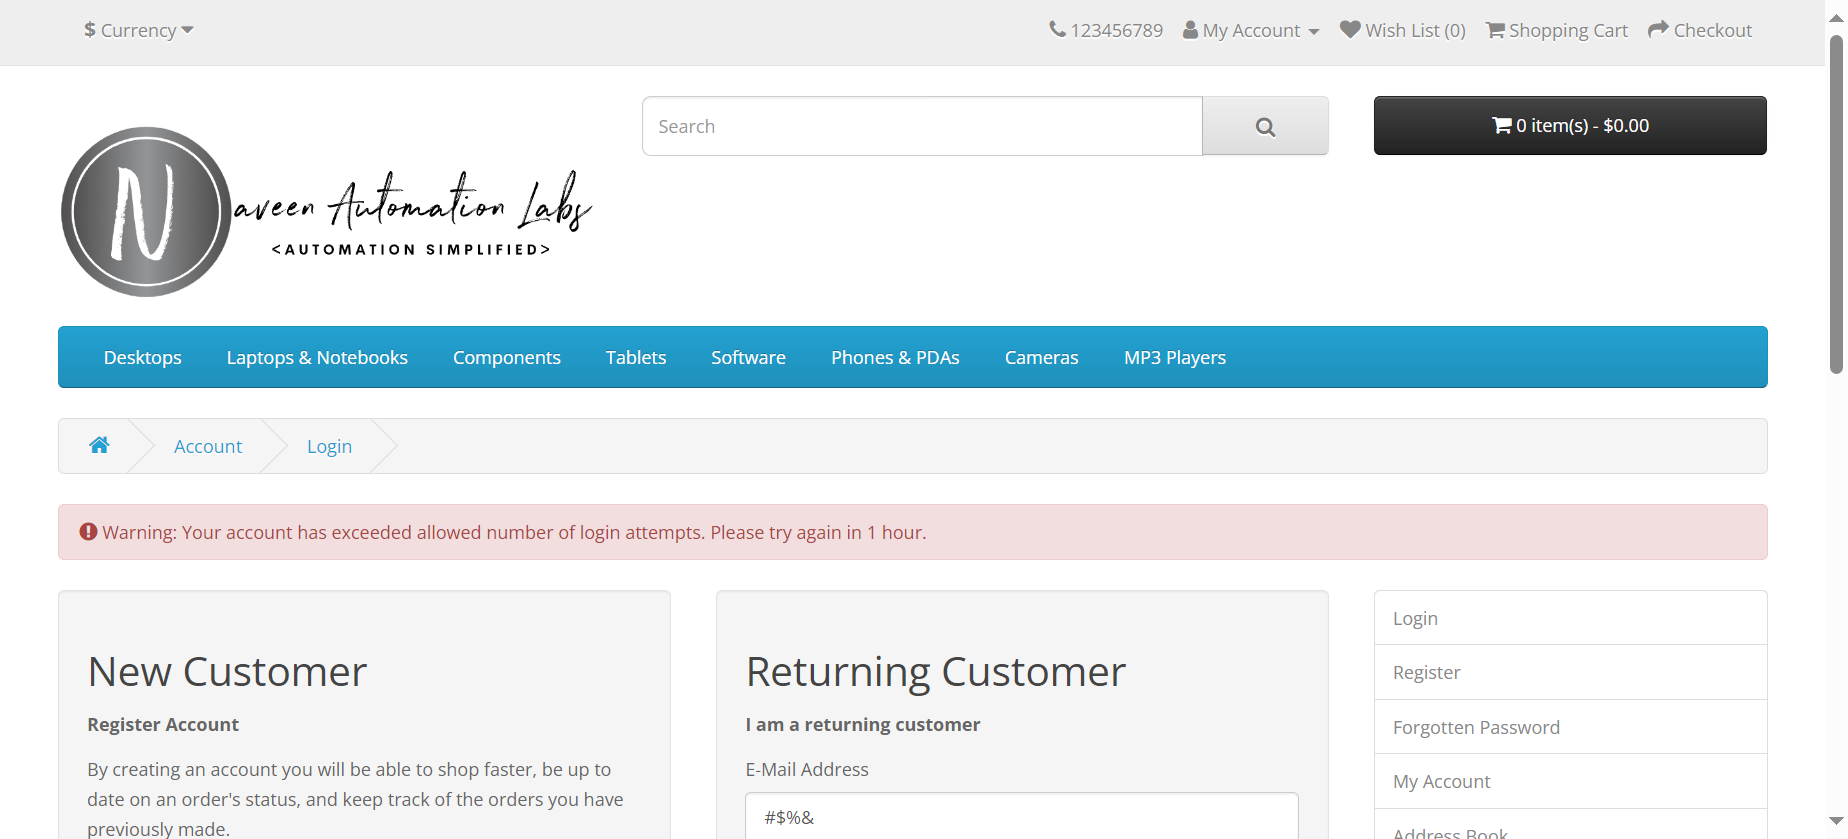 $ Currency
123456789 My Account Wish List (0) Shopping Cart Checkout
Search
0 item(s) - $0.00
N
aveen Automation Labs
<AUTOMATION SIMPLIFIED>
Desktops Laptops & Notebooks Components Tablets Software Phones & PDAs Cameras MP3 Players
Account Login
Warning: Your account has exceeded allowed number of login attempts. Please try again in 1 hour.
New Customer
Register Account
By creating an account you will be able to shop faster, be up to
date on an order's status, and keep track of the orders you have
previously made.
Returning Customer
I am a returning customer
E-Mail Address
#$%&
Login
Register
Forgotten Password
My Account
Address Book